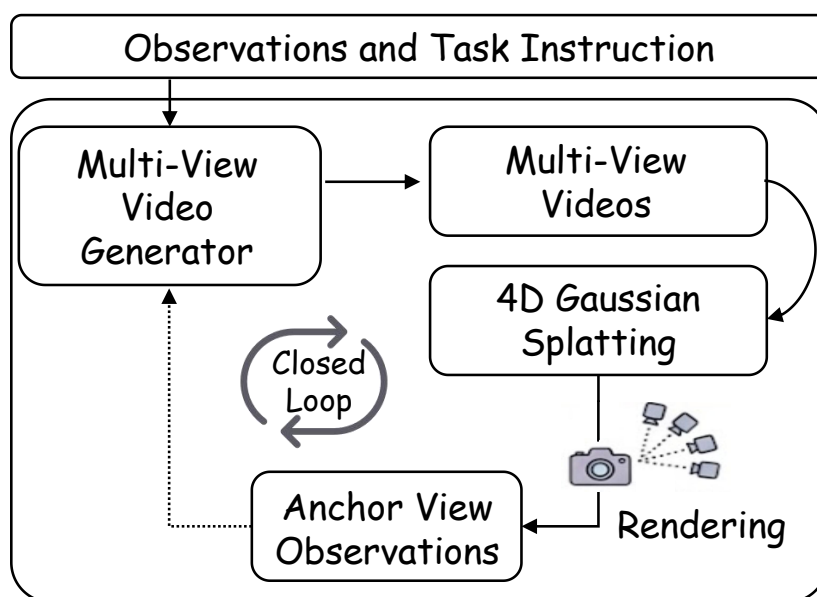 Observations and Task Instruction
Multi-View
Video
Generator
Multi-View
Videos
4D Gaussian
Splatting
Closed
Loop
Rendering
Anchor View
Observations